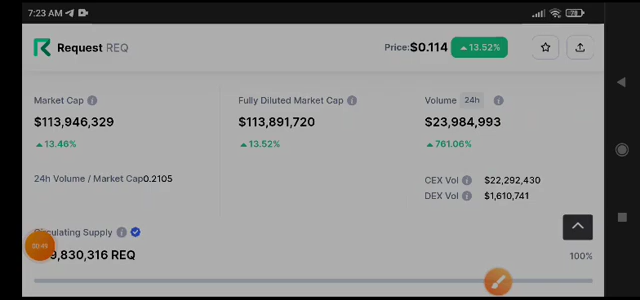 7:23 AM
78
Request REQ
Price:$0.114 13.52%
Market Cap
$113,946,329
13.46%
24h Volume / Market Cap0.2105
Fully Diluted Market Cap
$113,891,720
13.52%
Volume 24h
$23,984,993
761.06%
CEX Vol $22,292,430
DEX Vol $1,610,741
Circulating Supply
9,830,316 REQ
100%